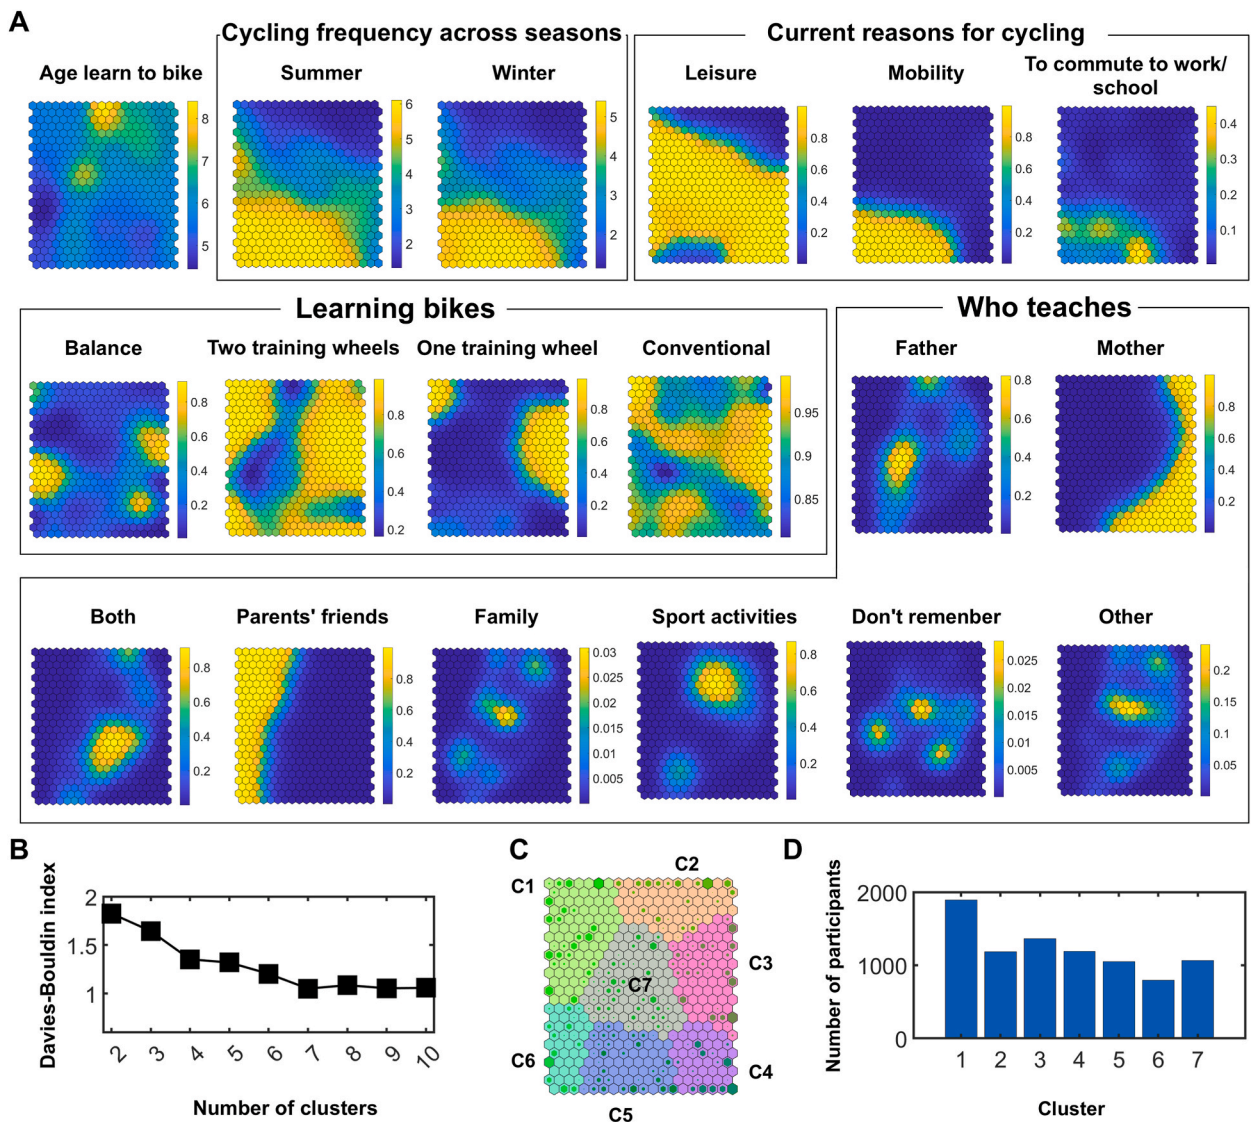 A
Cycling frequency across seasons
Current reasons for cycling
Age learn to bike
Summer
Winter
Leisure
Mobility
To commute to work/
school
8
7
6
5
6
5
4
3
2
5
4
3
2
0.8
0.6
0.4
0.2
0.8
0.6
0.4
0.2
0.4
0.3
0.2
0.1
Learning bikes
Who teaches
Balance
Two training wheels
One training wheel
Conventional
Father
Mother
0.8
0.6
0.4
0.2
0.8
0.6
0.4
0.2
0.8
0.6
0.4
0.2
0.95
0.9
0.85
0.8
0.6
0.4
0.2
0.8
0.6
0.4
0.2
Both
Parents' friends
Family
Sport activities
Don't remenber
Other
0.8
0.6
0.4
0.2
0.8
0.6
0.4
0.2
0.03
0.025
0.02
0.015
0.01
0.005
0.8
0.6
0.4
0.2
0.025
0.02
0.015
0.01
0.005
0.2
0.15
0.1
0.05
B
Davies-Bouldin index
2
1.5
1
2 3 4 5 6 7 8 9 10
Number of clusters
C
C1
C2
C3
C7
C6
C4
C5
D
Number of participants
2000
1000
0
1 2 3 4 5 6 7
Cluster